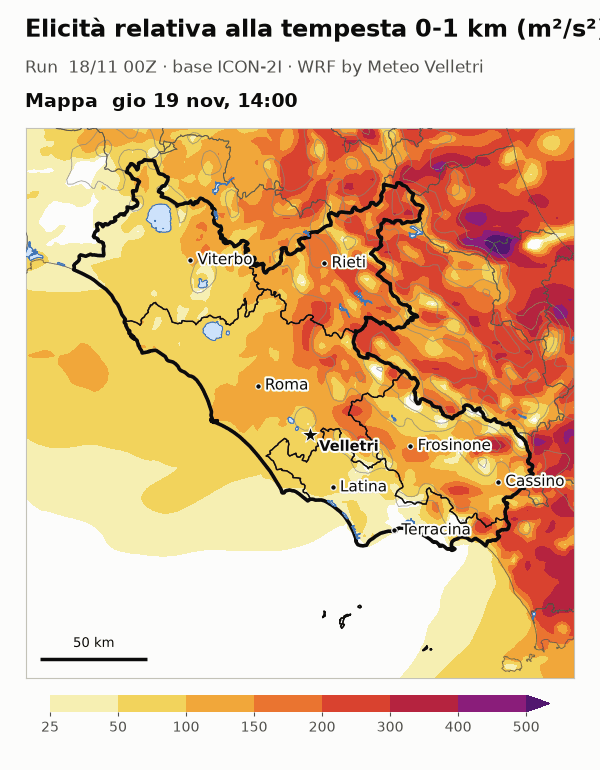 Elicità relativa alla tempesta 0-1 km (m²/s²)
Run  18/11 00Z · base ICON-2I · WRF by Meteo Velletri
Mappa  gio 19 nov, 14:00
Viterbo
Rieti
Roma
Velletri
Frosinone
Cassino
Latina
Terracina
50 km
25 50 100 150 200 300 400 500